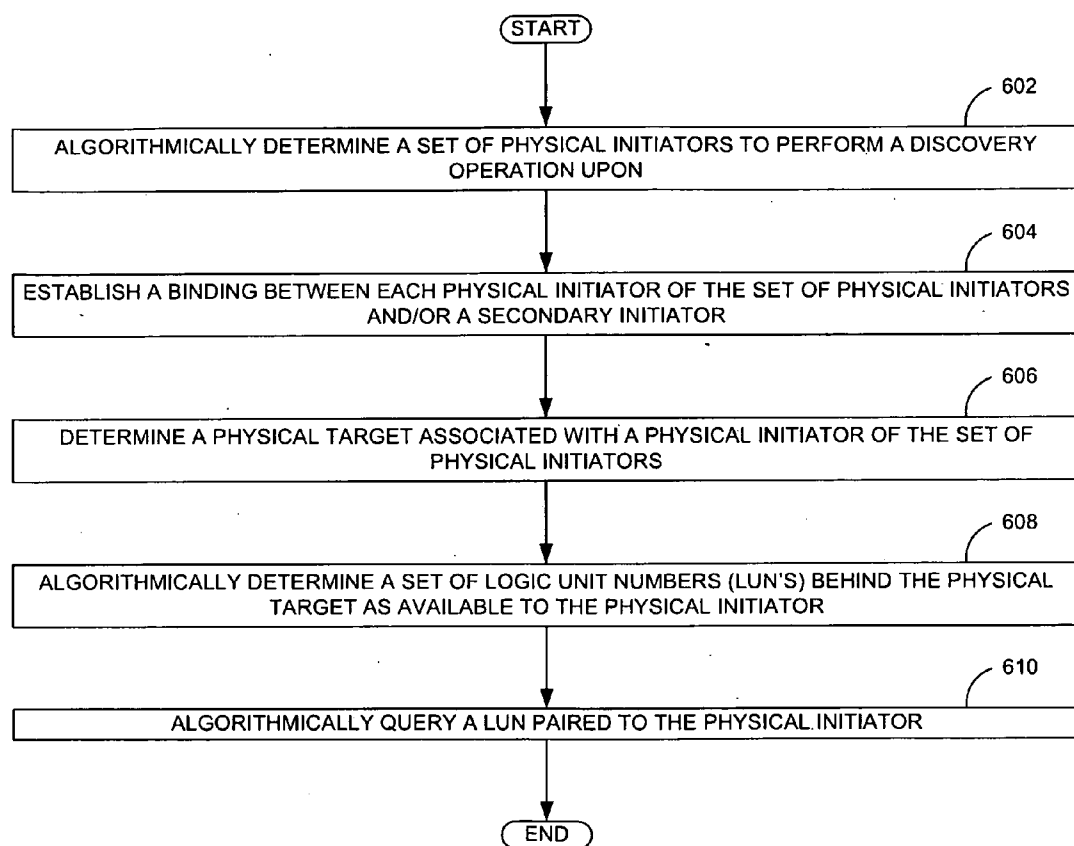 START
602
ALGORITHMICALLY DETERMINE A SET OF PHYSICAL INITIATORS TO PERFORM A DISCOVERY
OPERATION UPON
604
ESTABLISH A BINDING BETWEEN EACH PHYSICAL INITIATOR OF THE SET OF PHYSICAL INITIATORS
AND/OR A SECONDARY INITIATOR
606
DETERMINE A PHYSICAL TARGET ASSOCIATED WITH A PHYSICAL INITIATOR OF THE SET OF
PHYSICAL INITIATORS
608
ALGORITHMICALLY DETERMINE A SET OF LOGIC UNIT NUMBERS (LUN'S) BEHIND THE PHYSICAL
TARGET AS AVAILABLE TO THE PHYSICAL INITIATOR
610
ALGORITHMICALLY QUERY A LUN PAIRED TO THE PHYSICAL INITIATOR
END